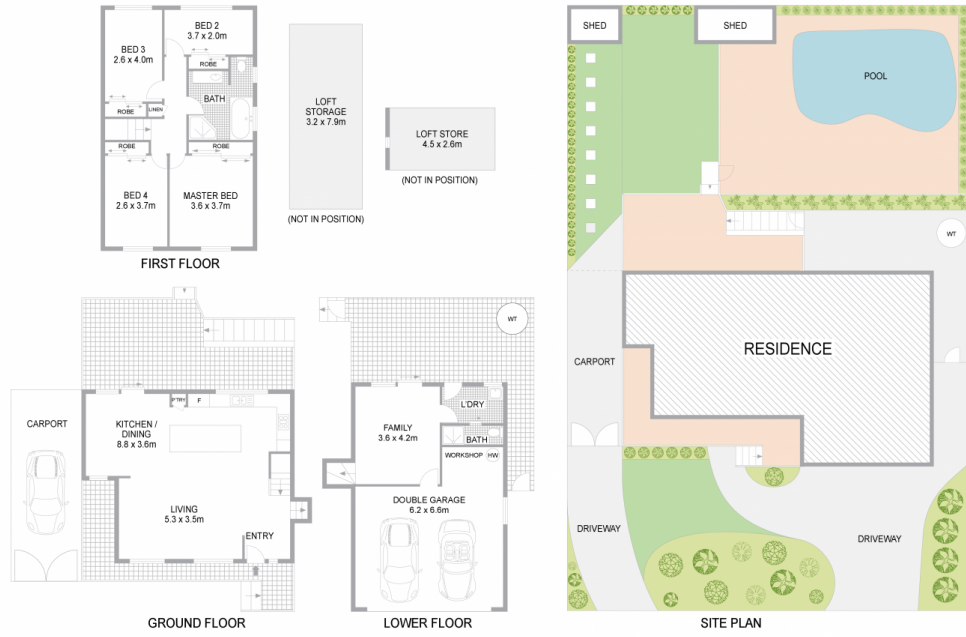 BED 2
3.7 x 2.0m
BED 3
2.6 x 4.0m
ROBE
BATH
ROBE
LINEN
ROBE
ROBE
BED 4
2.6 x 3.7m
MASTER BED
3.6 x 3.7m
FIRST FLOOR
LOFT
STORAGE
3.2 x 7.9m
(NOT IN POSITION)
LOFT STORE
4.5 x 2.6m
(NOT IN POSITION)
CARPORT
P'TRY
F
KITCHEN /
DINING
8.8 x 3.6m
LIVING
5.3 x 3.5m
ENTRY
GROUND FLOOR
WT
L'DRY
FAMILY
3.6 x 4.2m
BATH
WORKSHOP
HW
DOUBLE GARAGE
6.2 x 6.6m
LOWER FLOOR
SHED
SHED
POOL
WT
RESIDENCE
CARPORT
DRIVEWAY
DRIVEWAY
SITE PLAN